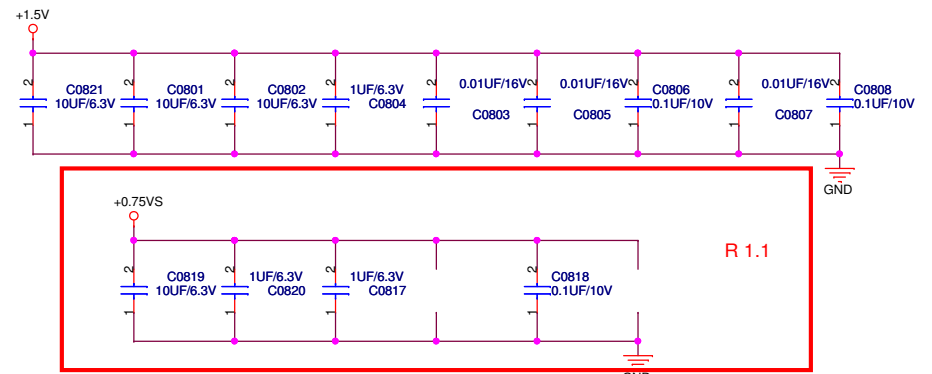 +1.5V
2 2 2 2 2 2 2 2 2
C0821 C0801 C0802 1UF/6.3V 0.01UF/16V 0.01UF/16V C0806 0.01UF/16V C0808
10UF/6.3V 10UF/6.3V 10UF/6.3V C0804 C0803 C0805 0.1UF/10V C0807 0.1UF/10V
1 1 1 1 1 1 1 1 1
GND
+0.75VS
R 1.1
2 2 2 2
C0819 1UF/6.3V 1UF/6.3V C0818
10UF/6.3V C0820 C0817 0.1UF/10V
1 1 1 1